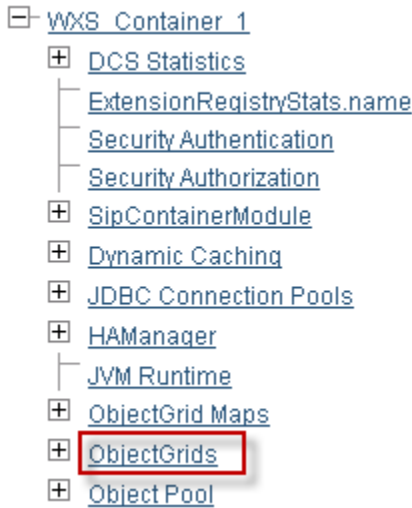 WXS_Container_1
DCS Statistics
ExtensionRegistryStats.name
Security Authentication
Security Authorization
SipContainerModule
Dynamic Caching
JDBC Connection Pools
HAManager
JVM Runtime
ObjectGrid Maps
ObjectGrids
Object Pool